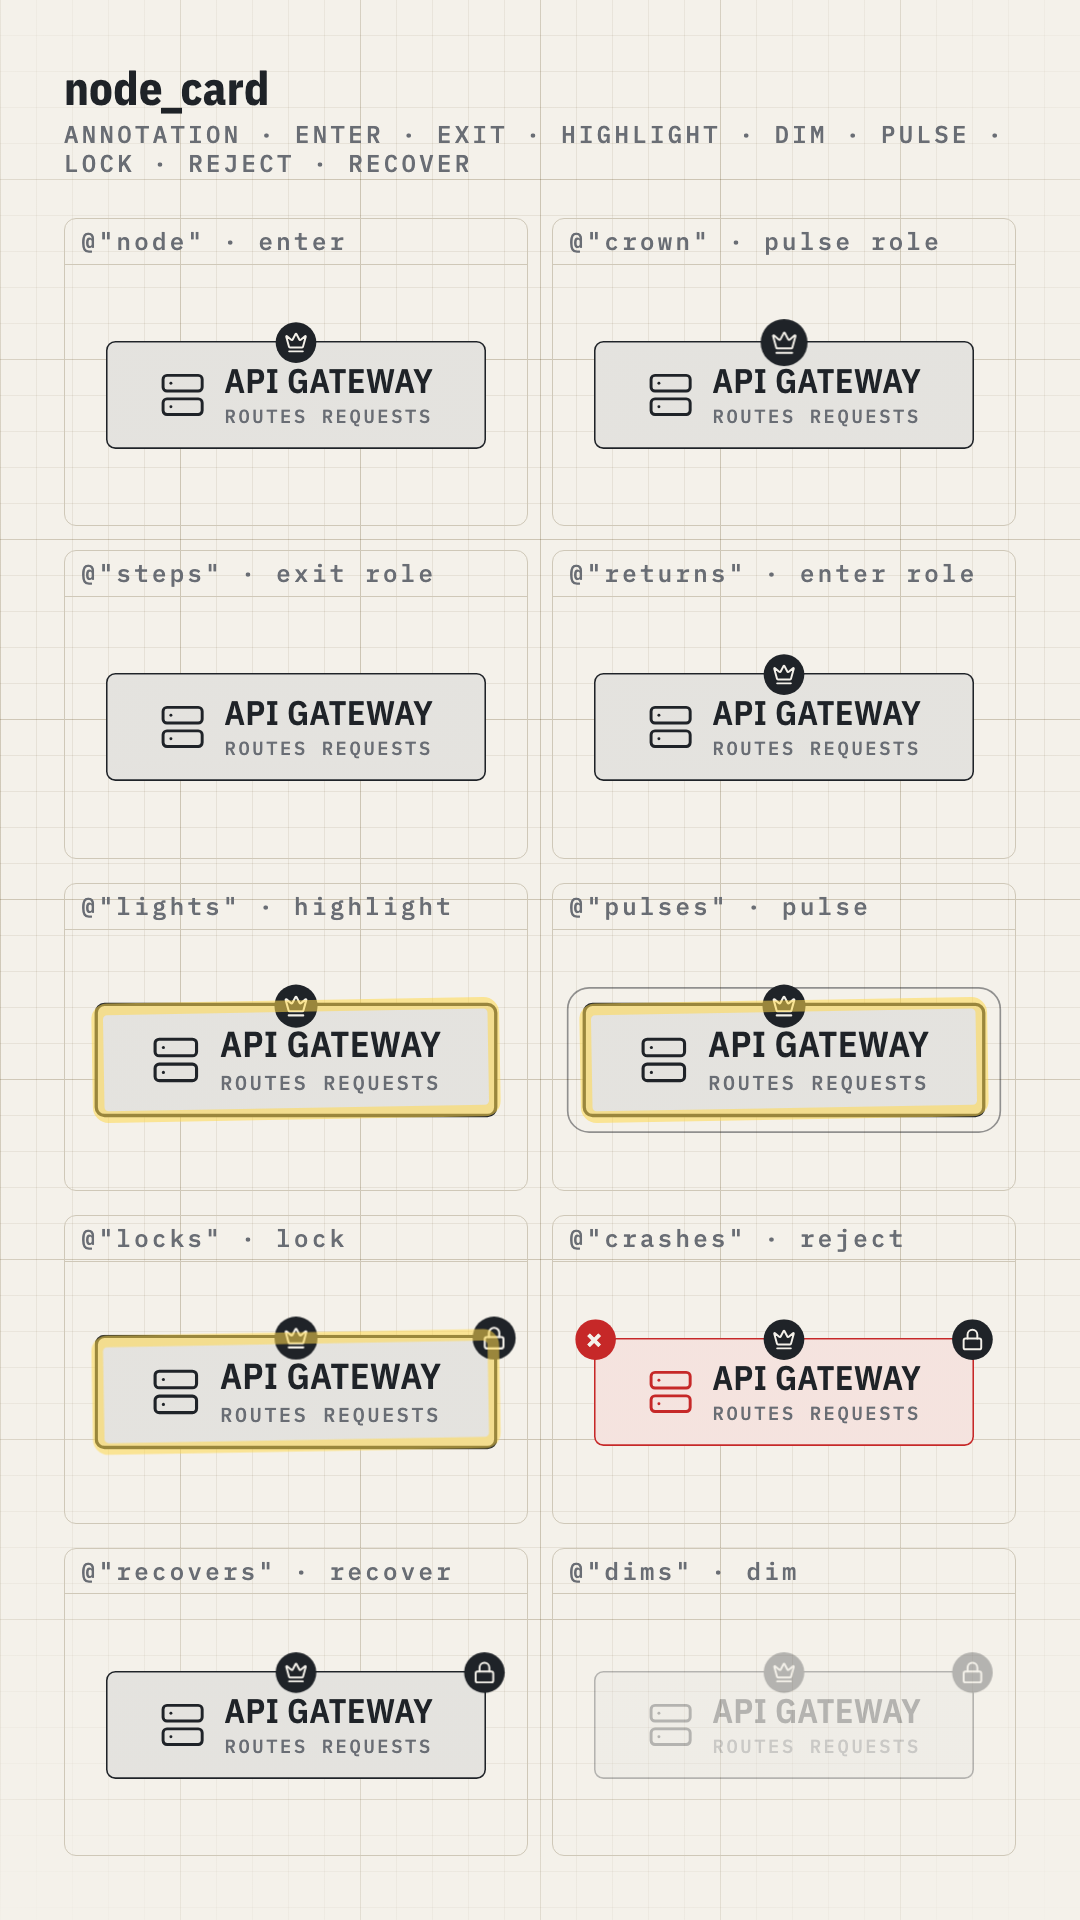 node_card
ANNOTATION · ENTER · EXIT · HIGHLIGHT · DIM · PULSE ·
LOCK · REJECT · RECOVER
@"node" · enter
@"crown" · pulse role
API GATEWAY
ROUTES REQUESTS
API GATEWAY
ROUTES REQUESTS
@"steps" · exit role
@"returns" · enter role
API GATEWAY
ROUTES REQUESTS
API GATEWAY
ROUTES REQUESTS
@"lights" · highlight
@"pulses" · pulse
API GATEWAY
ROUTES REQUESTS
API GATEWAY
ROUTES REQUESTS
@"locks" · lock
@"crashes" · reject
API GATEWAY
ROUTES REQUESTS
API GATEWAY
ROUTES REQUESTS
@"recovers" · recover
@"dims" · dim
API GATEWAY
ROUTES REQUESTS
API GATEWAY
ROUTES REQUESTS